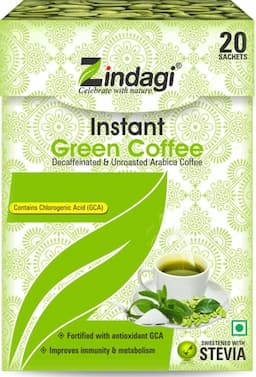 20
SACHETS
Zindagi®
Celebrate with nature
Instant
Green Coffee
Decaffeinated & Unroasted Arabica Coffee
Contains Chlorogenic Acid (GCA)
Fortified with antioxidant GCA
Improves immunity & metabolism
SWEETENED WITH
STEVIA